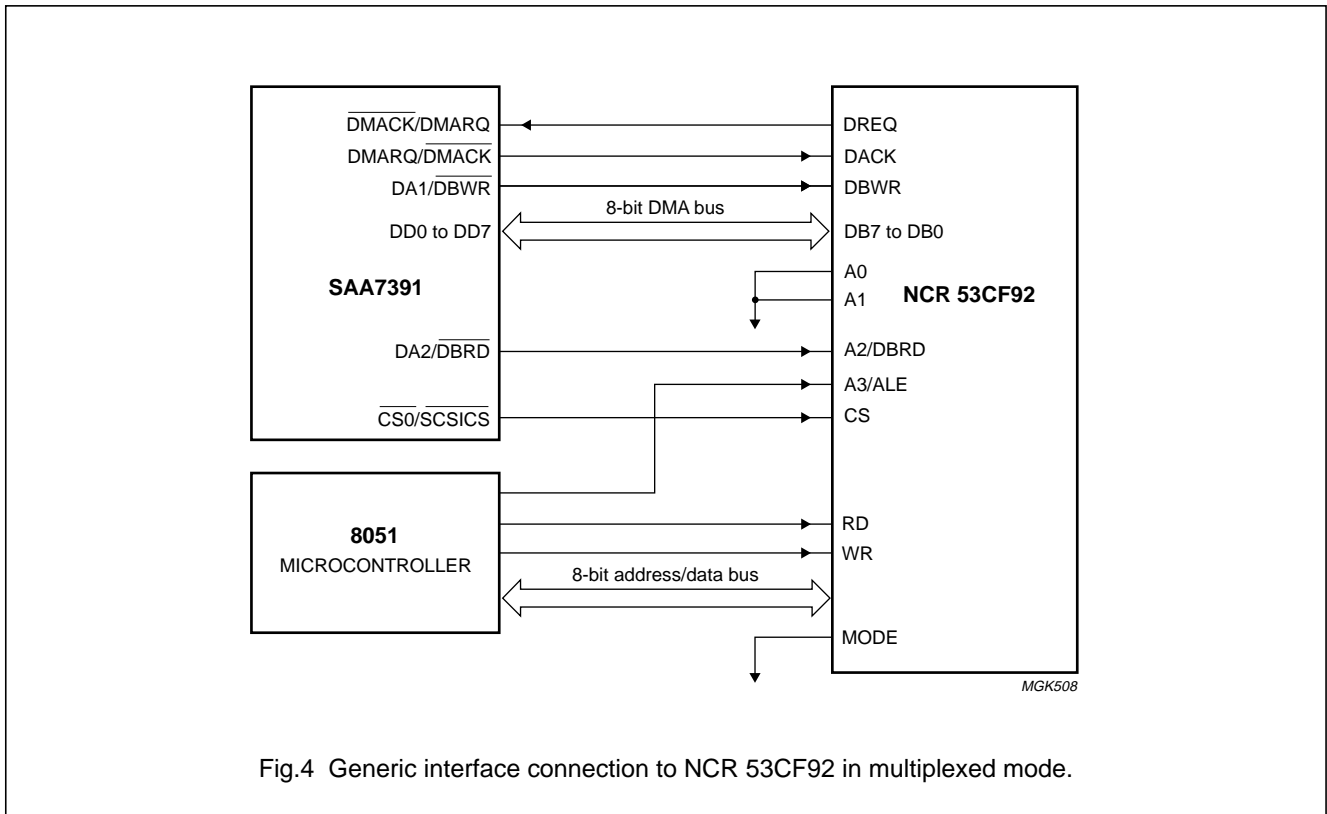 DMACK/DMARQ
DMARQ/DMACK
DA1/DBWR
DD0 to DD7
SAA7391
DA2/DBRD
CS0/SCSICS
8-bit DMA bus
DREQ
DACK
DBWR
DB7 to DB0
A0
A1
NCR 53CF92
A2/DBRD
A3/ALE
CS
8051
MICROCONTROLLER
8-bit address/data bus
RD
WR
MODE
MGK508
Fig.4 Generic interface connection to NCR 53CF92 in multiplexed mode.